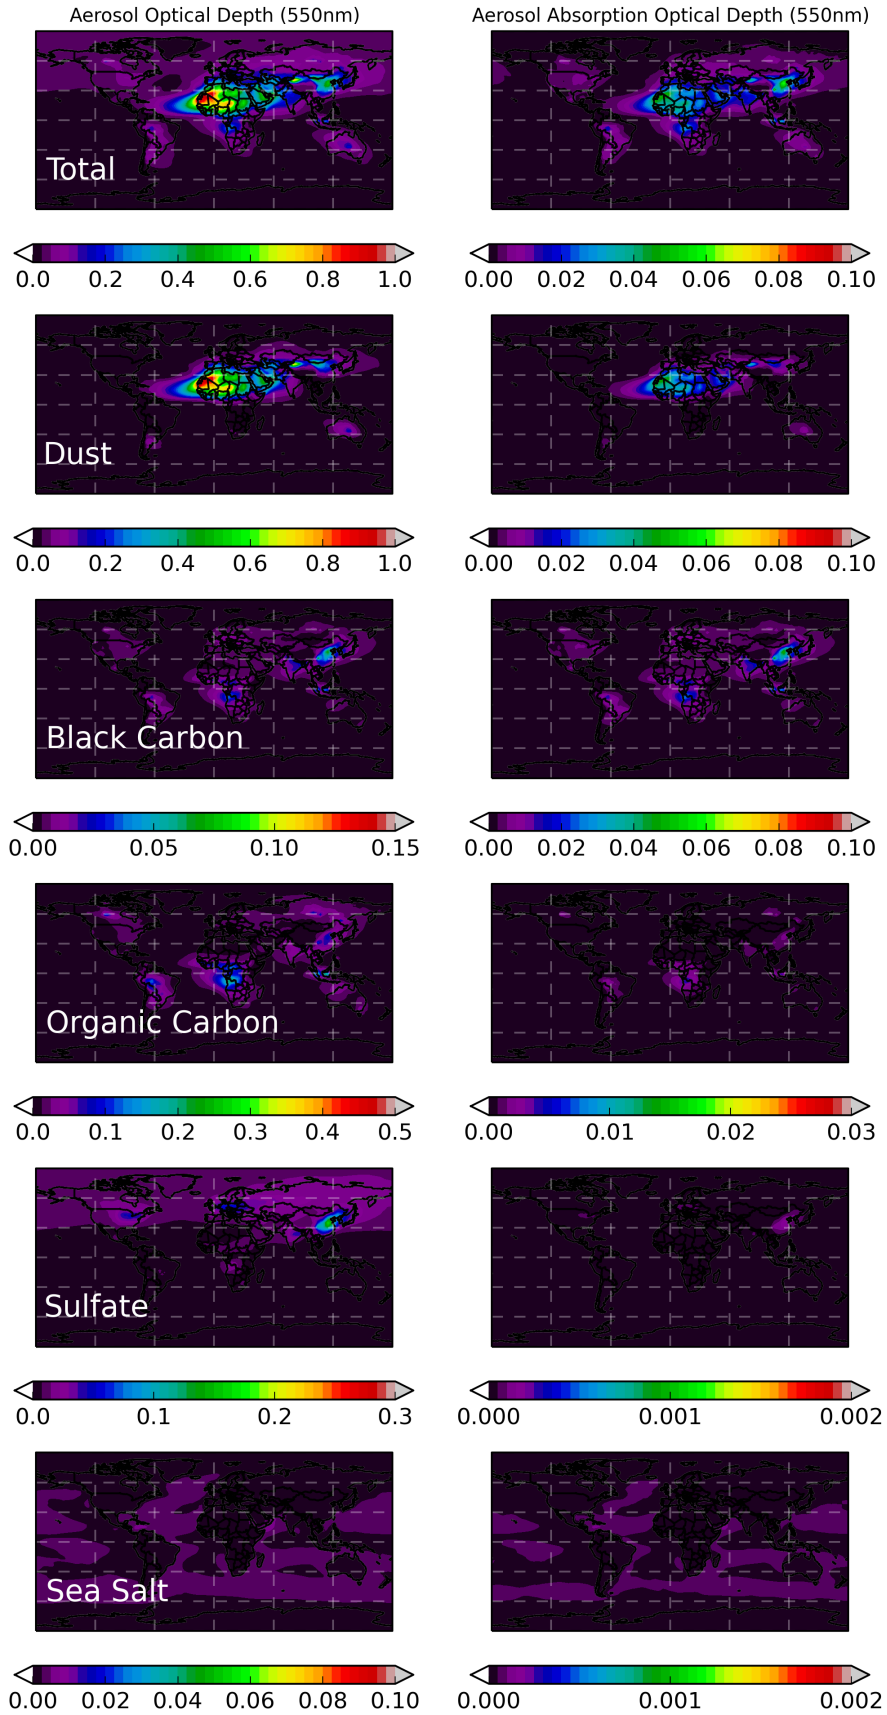 Aerosol Optical Depth (550nm) Aerosol Absorption Optical Depth (550nm)
Total
0.0 0.2 0.4 0.6 0.8 1.0 0.00 0.02 0.04 0.06 0.08 0.10
Dust
0.0 0.2 0.4 0.6 0.8 1.0 0.00 0.02 0.04 0.06 0.08 0.10
Black Carbon
0.00 0.05 0.10 0.15 0.00 0.02 0.04 0.06 0.08 0.10
Organic Carbon
0.0 0.1 0.2 0.3 0.4 0.5 0.00 0.01 0.02 0.03
Sulfate
0.0 0.1 0.2 0.3 0.000 0.001 0.002
Sea Salt
0.00 0.02 0.04 0.06 0.08 0.10 0.000 0.001 0.002